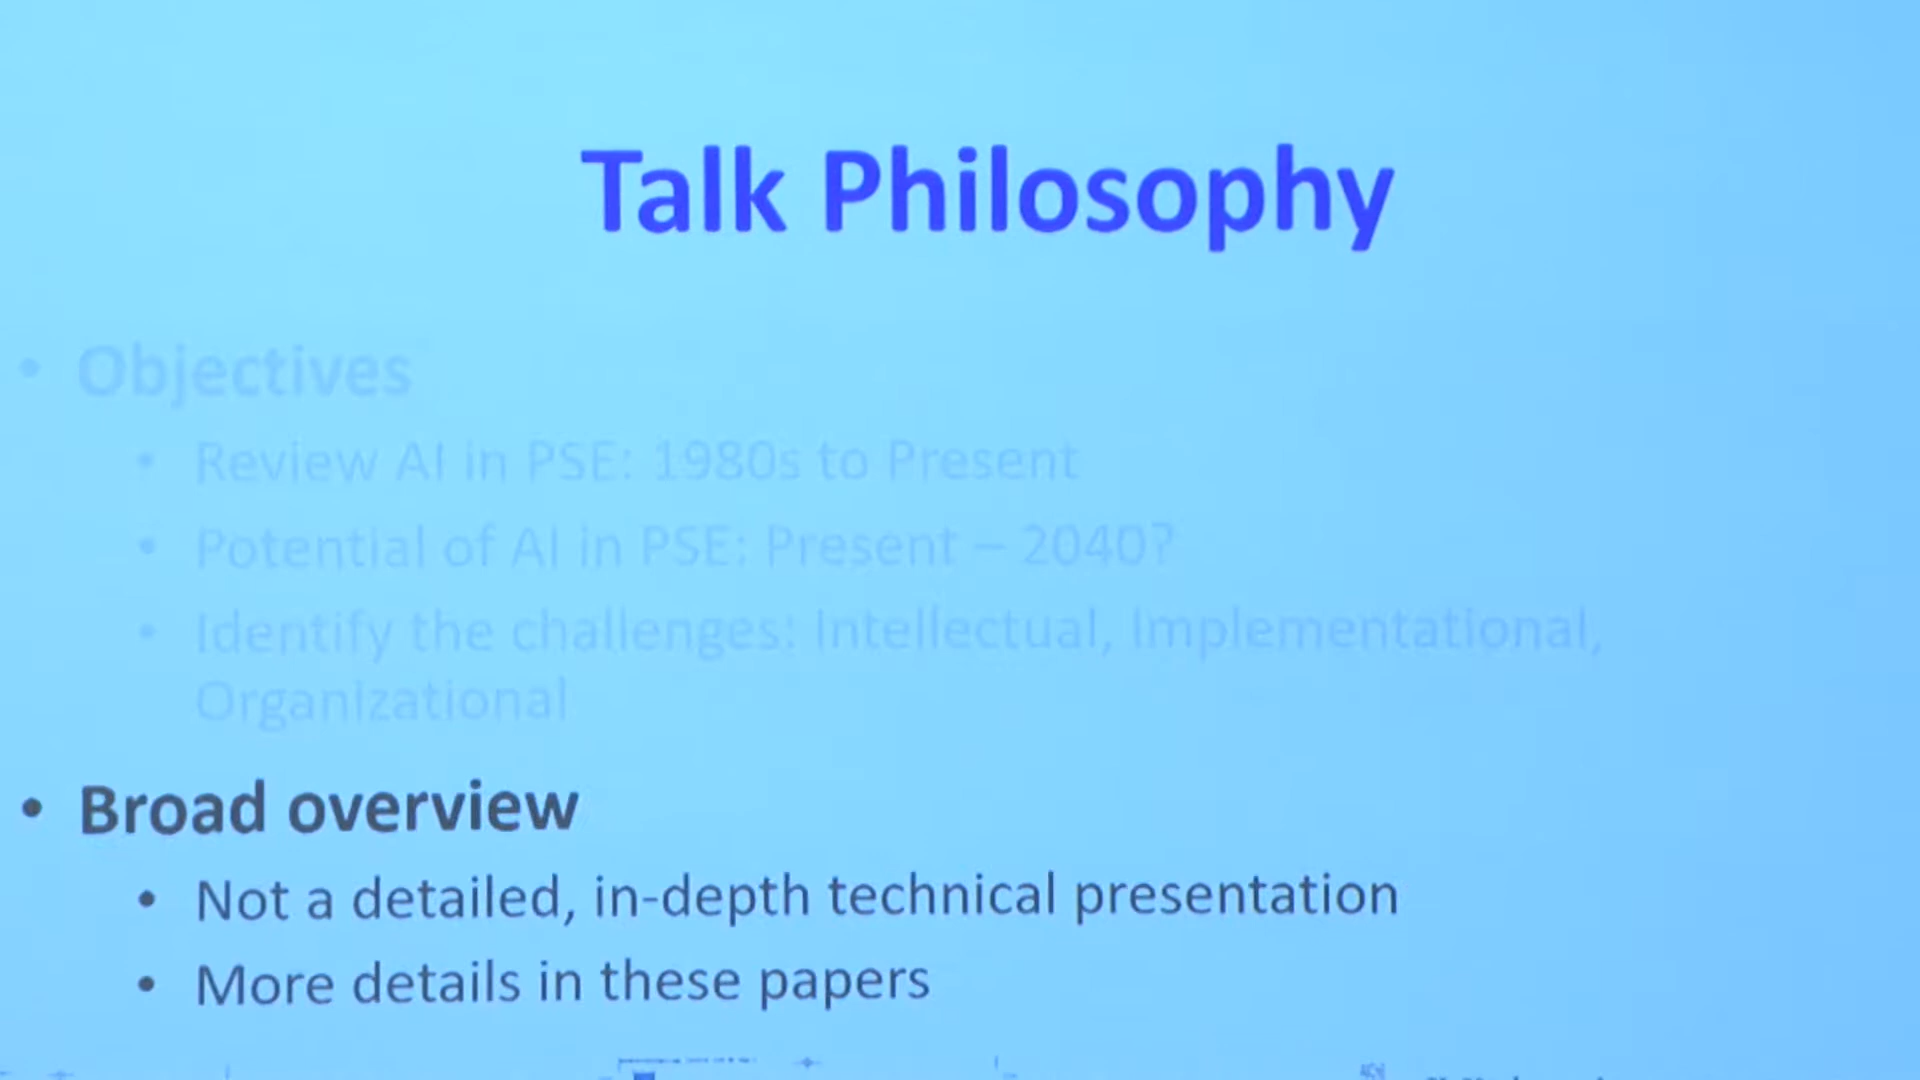 Talk Philosophy
• Objectives
• Review AI in PSE: 1980s to Present
• Potential of AI in PSE: Present – 2040?
• Identify the challenges: Intellectual, Implementational,
Organizational
• Broad overview
• Not a detailed, in-depth technical presentation
• More details in these papers